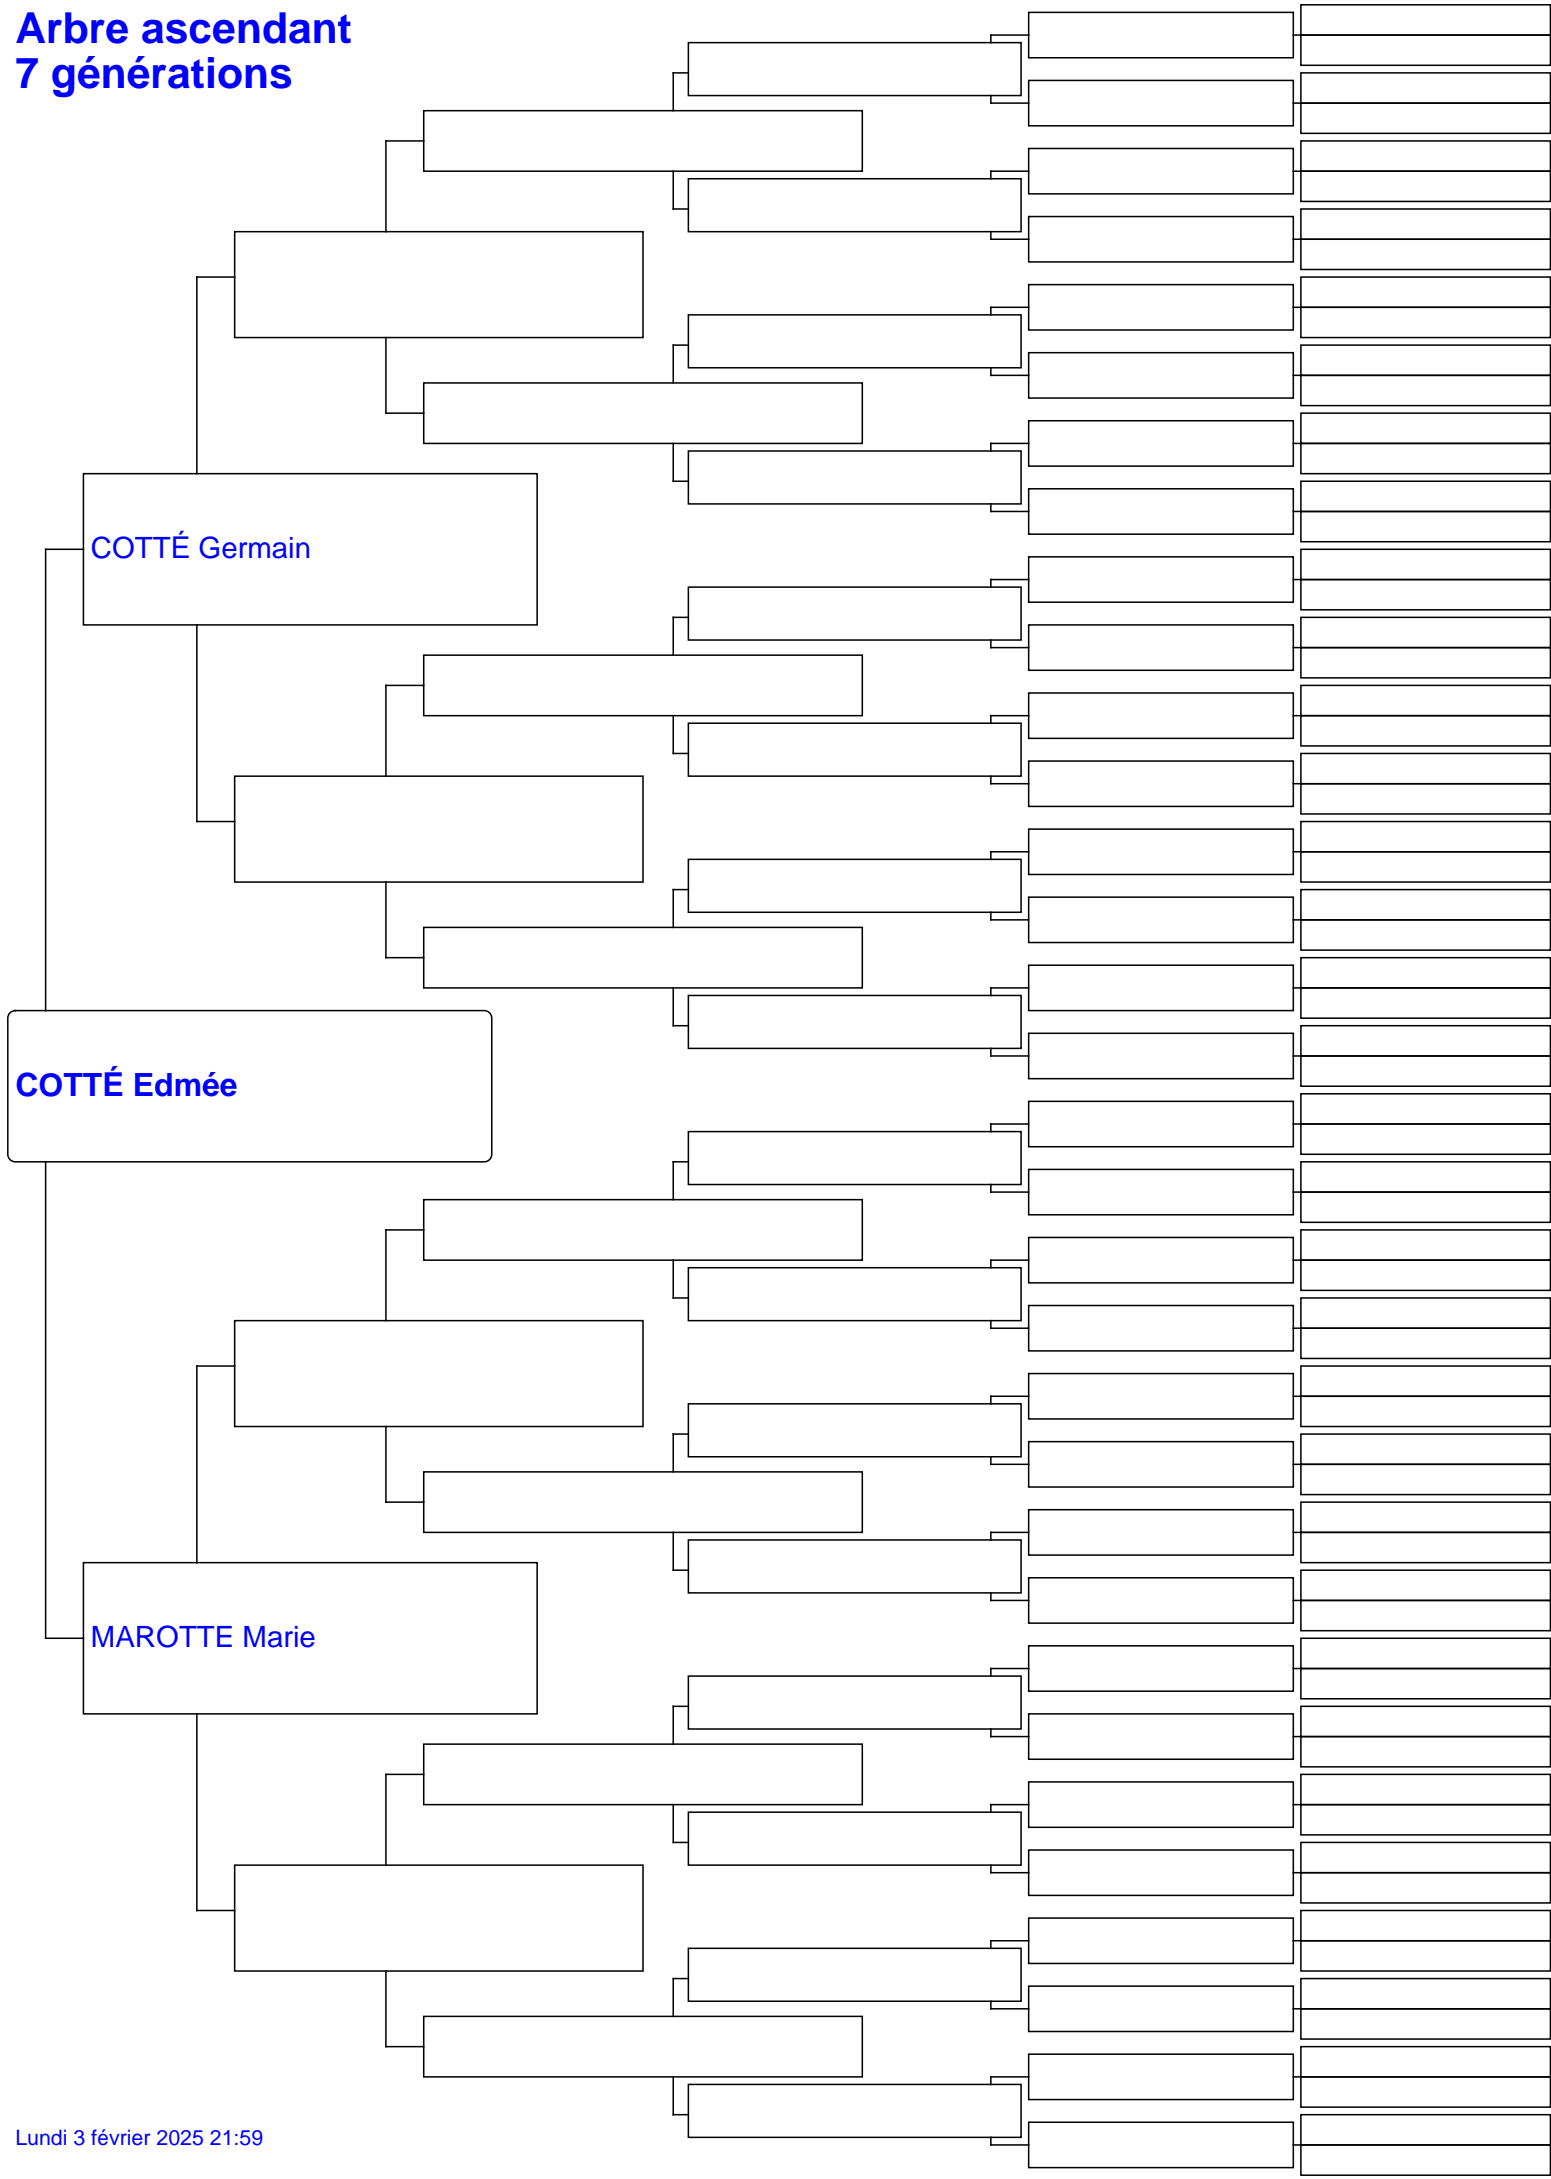 Arbre ascendant
7 générations
COTTÉ Germain
COTTÉ Edmée
MAROTTE Marie
Lundi 3 février 2025 21:59